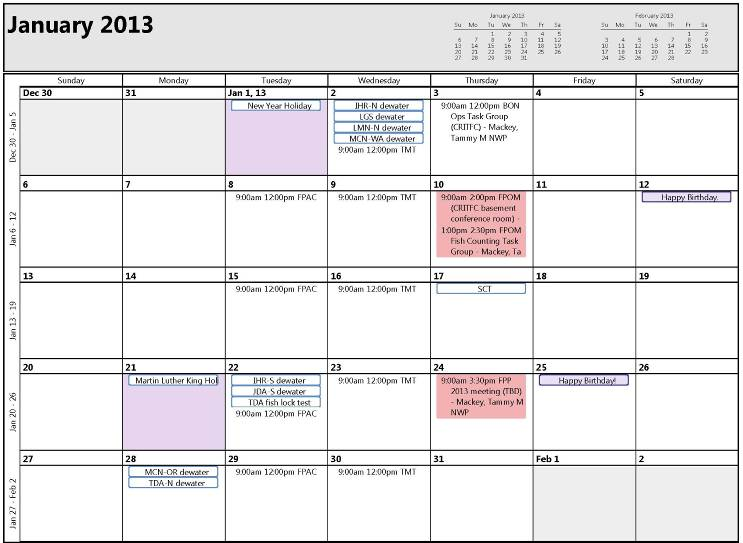 January 2013
January 2013
Su Mo Tu We Th Fr Sa
1 2 3 4 5
6 7 8 9 10 11 12
13 14 15 16 17 18 19
20 21 22 23 24 25 26
27 28 29 30 31
February 2013
Su Mo Tu We Th Fr Sa
1 2
3 4 5 6 7 8 9
10 11 12 13 14 15 16
17 18 19 20 21 22 23
24 25 26 27 28
Sunday Monday Tuesday Wednesday Thursday Friday Saturday
Dec 30 - Jan 5
Dec 30 31 Jan 1, 13 2 3 4 5
New Year Holiday
JHR-N dewater
LGS dewater
LMN-N dewater
MCN-WA dewater
9:00am 12:00pm TMT
9:00am 12:00pm BON
Ops Task Group
(CRITFC) - Mackey,
Tammy M NWP
Jan 6 - 12
6 7 8 9 10 11 12
9:00am 12:00pm FPAC
9:00am 12:00pm TMT
9:00am 2:00pm FPOM
(CRITFC basement
conference room) -
1:00pm 2:30pm FPOM
Fish Counting Task
Group - Mackey, Ta
Happy Birthday.
Jan 13 - 19
13 14 15 16 17 18 19
9:00am 12:00pm FPAC
9:00am 12:00pm TMT
SCT
Jan 20 - 26
20 21 22 23 24 25 26
Martin Luther King Hol
JHR-S dewater
JDA-S dewater
TDA fish lock test
9:00am 12:00pm FPAC
9:00am 12:00pm TMT
9:00am 3:30pm FPP
2013 meeting (TBD)
- Mackey, Tammy M
NWP
Happy Birthday!
Jan 27 - Feb 2
27 28 29 30 31 Feb 1 2
MCN-OR dewater
TDA-N dewater
9:00am 12:00pm FPAC
9:00am 12:00pm TMT